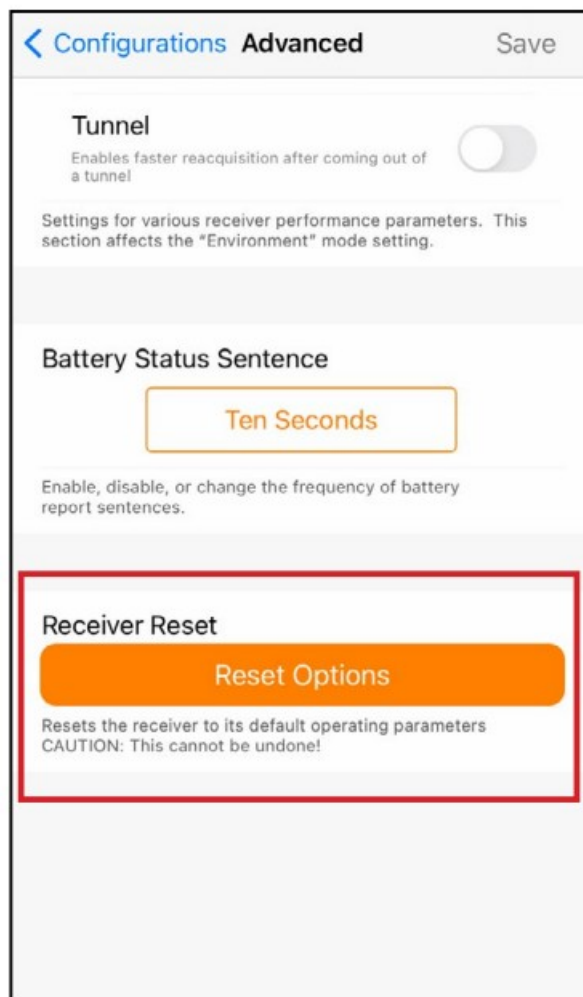 Configurations Advanced Save
Tunnel
Enables faster reacquisition after coming out of
a tunnel
Settings for various receiver performance parameters. This
section affects the "Environment" mode setting.
Battery Status Sentence
Ten Seconds
Enable, disable, or change the frequency of battery
report sentences.
Receiver Reset
Reset Options
Resets the receiver to its default operating parameters
CAUTION: This cannot be undone!